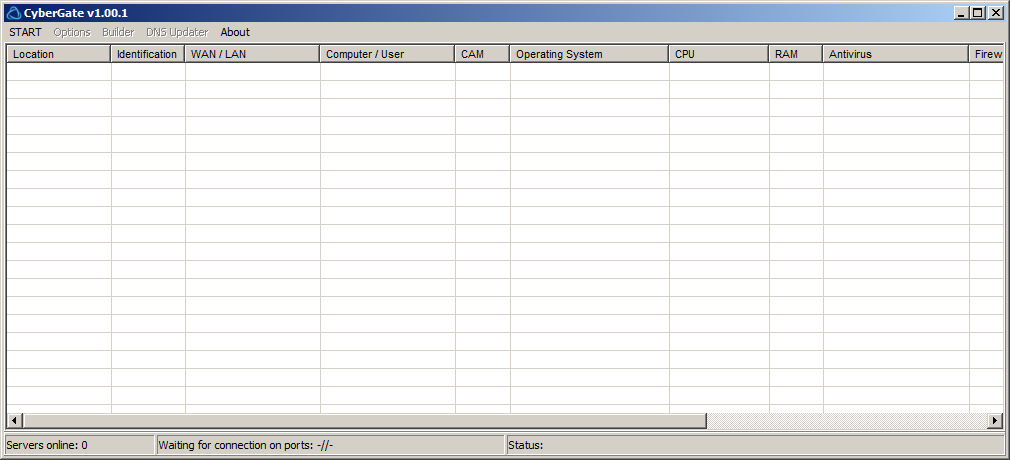 CyberGate v1.00.1
START Options Builder DNS Updater About
Location Identification WAN / LAN Computer / User CAM Operating System CPU RAM Antivirus Firew
Servers online: 0 Waiting for connection on ports: -//- Status: